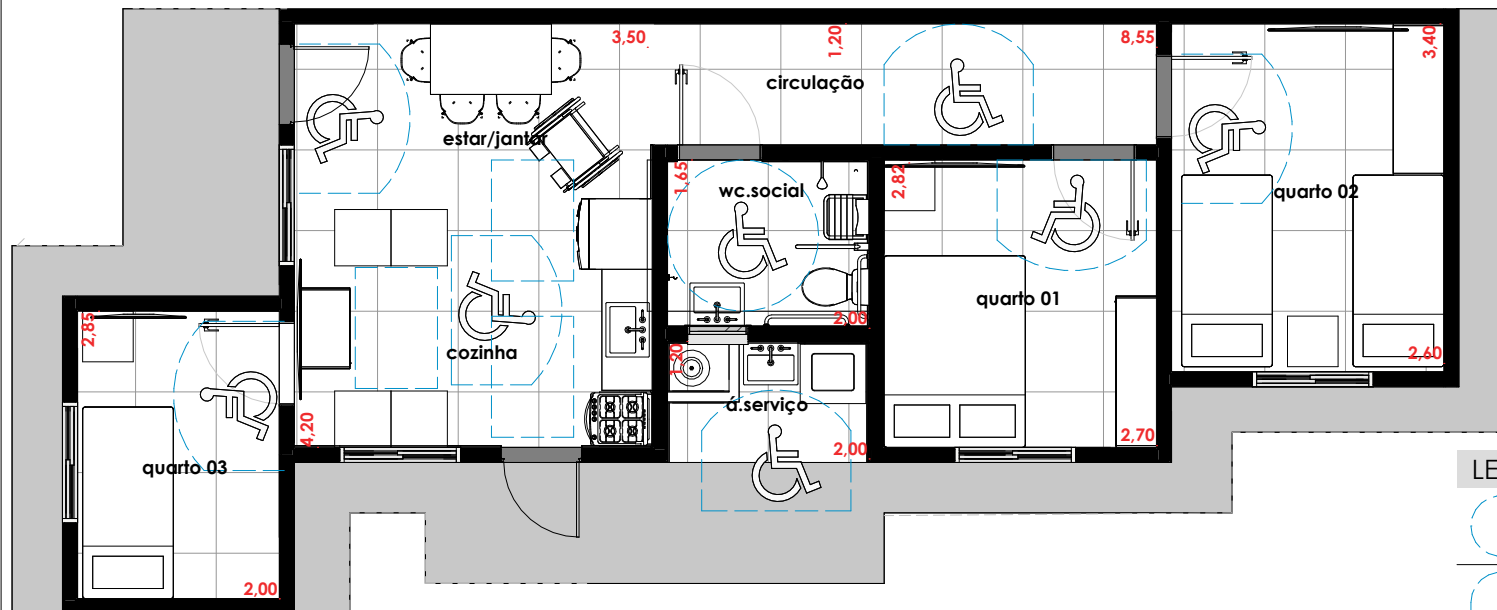 3,50
1,20
8,55
3,40
circulação
estar/jantar
1,65
wc.social
2,82
quarto 02
quarto 01
2,00
2,85
cozinha
1,20
2,60
á.serviço
4,20
2,00
2,70
quarto 03
2,00
LE